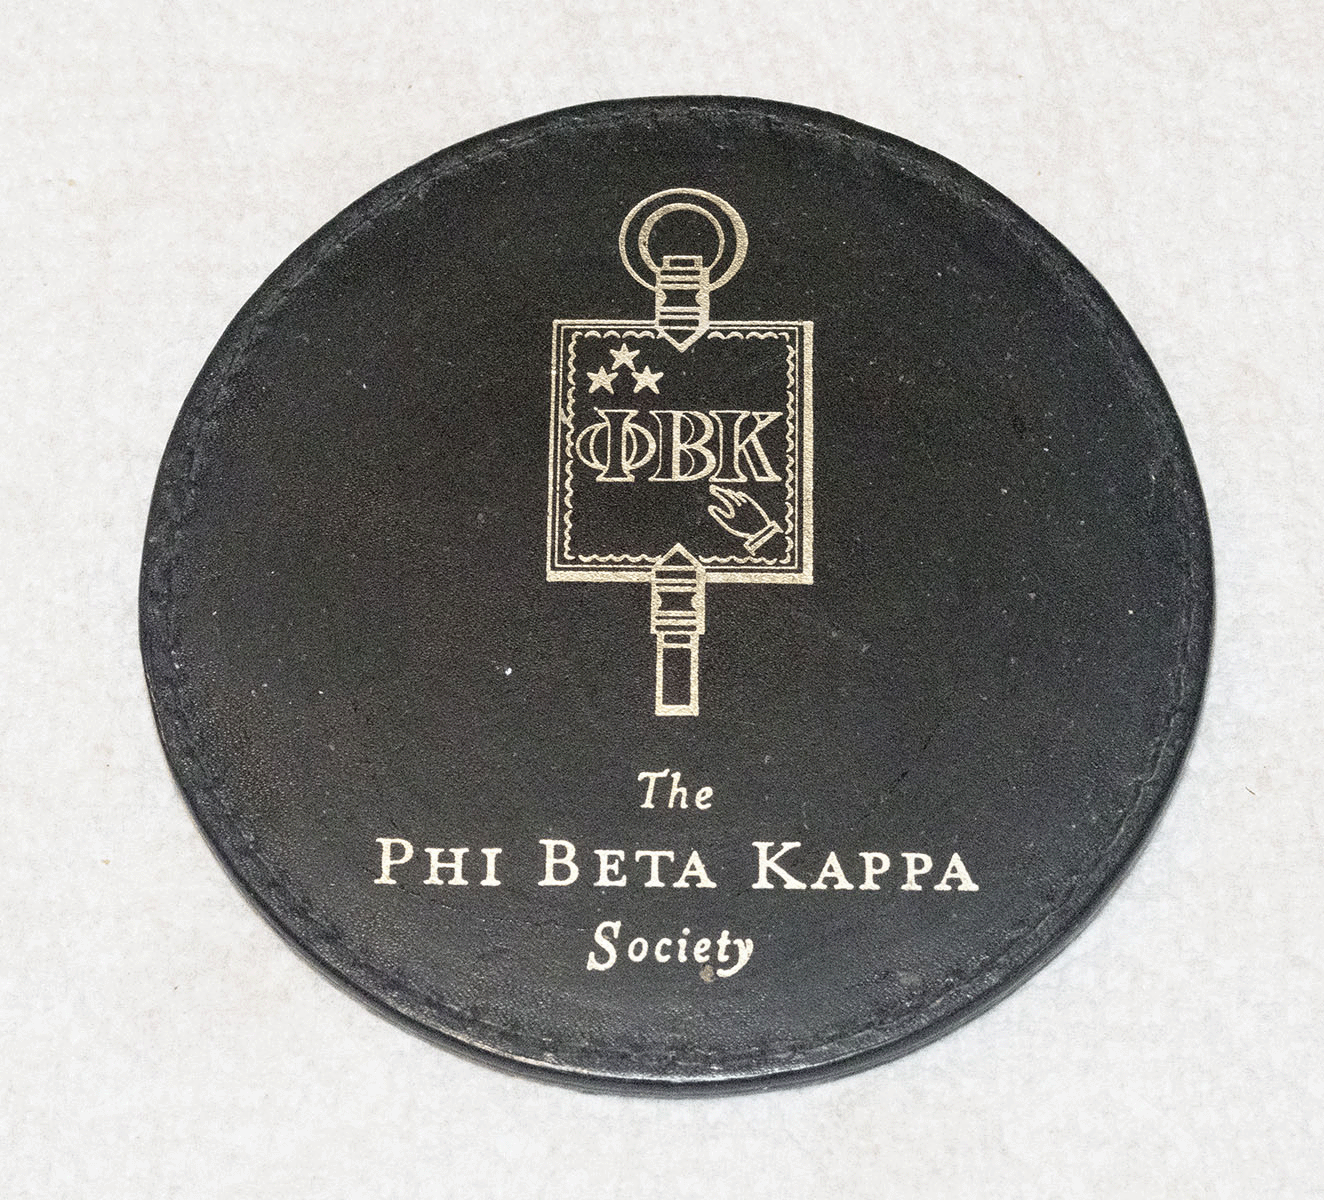 ΦΒΚ
The
PHI BETA KAPPA
Society